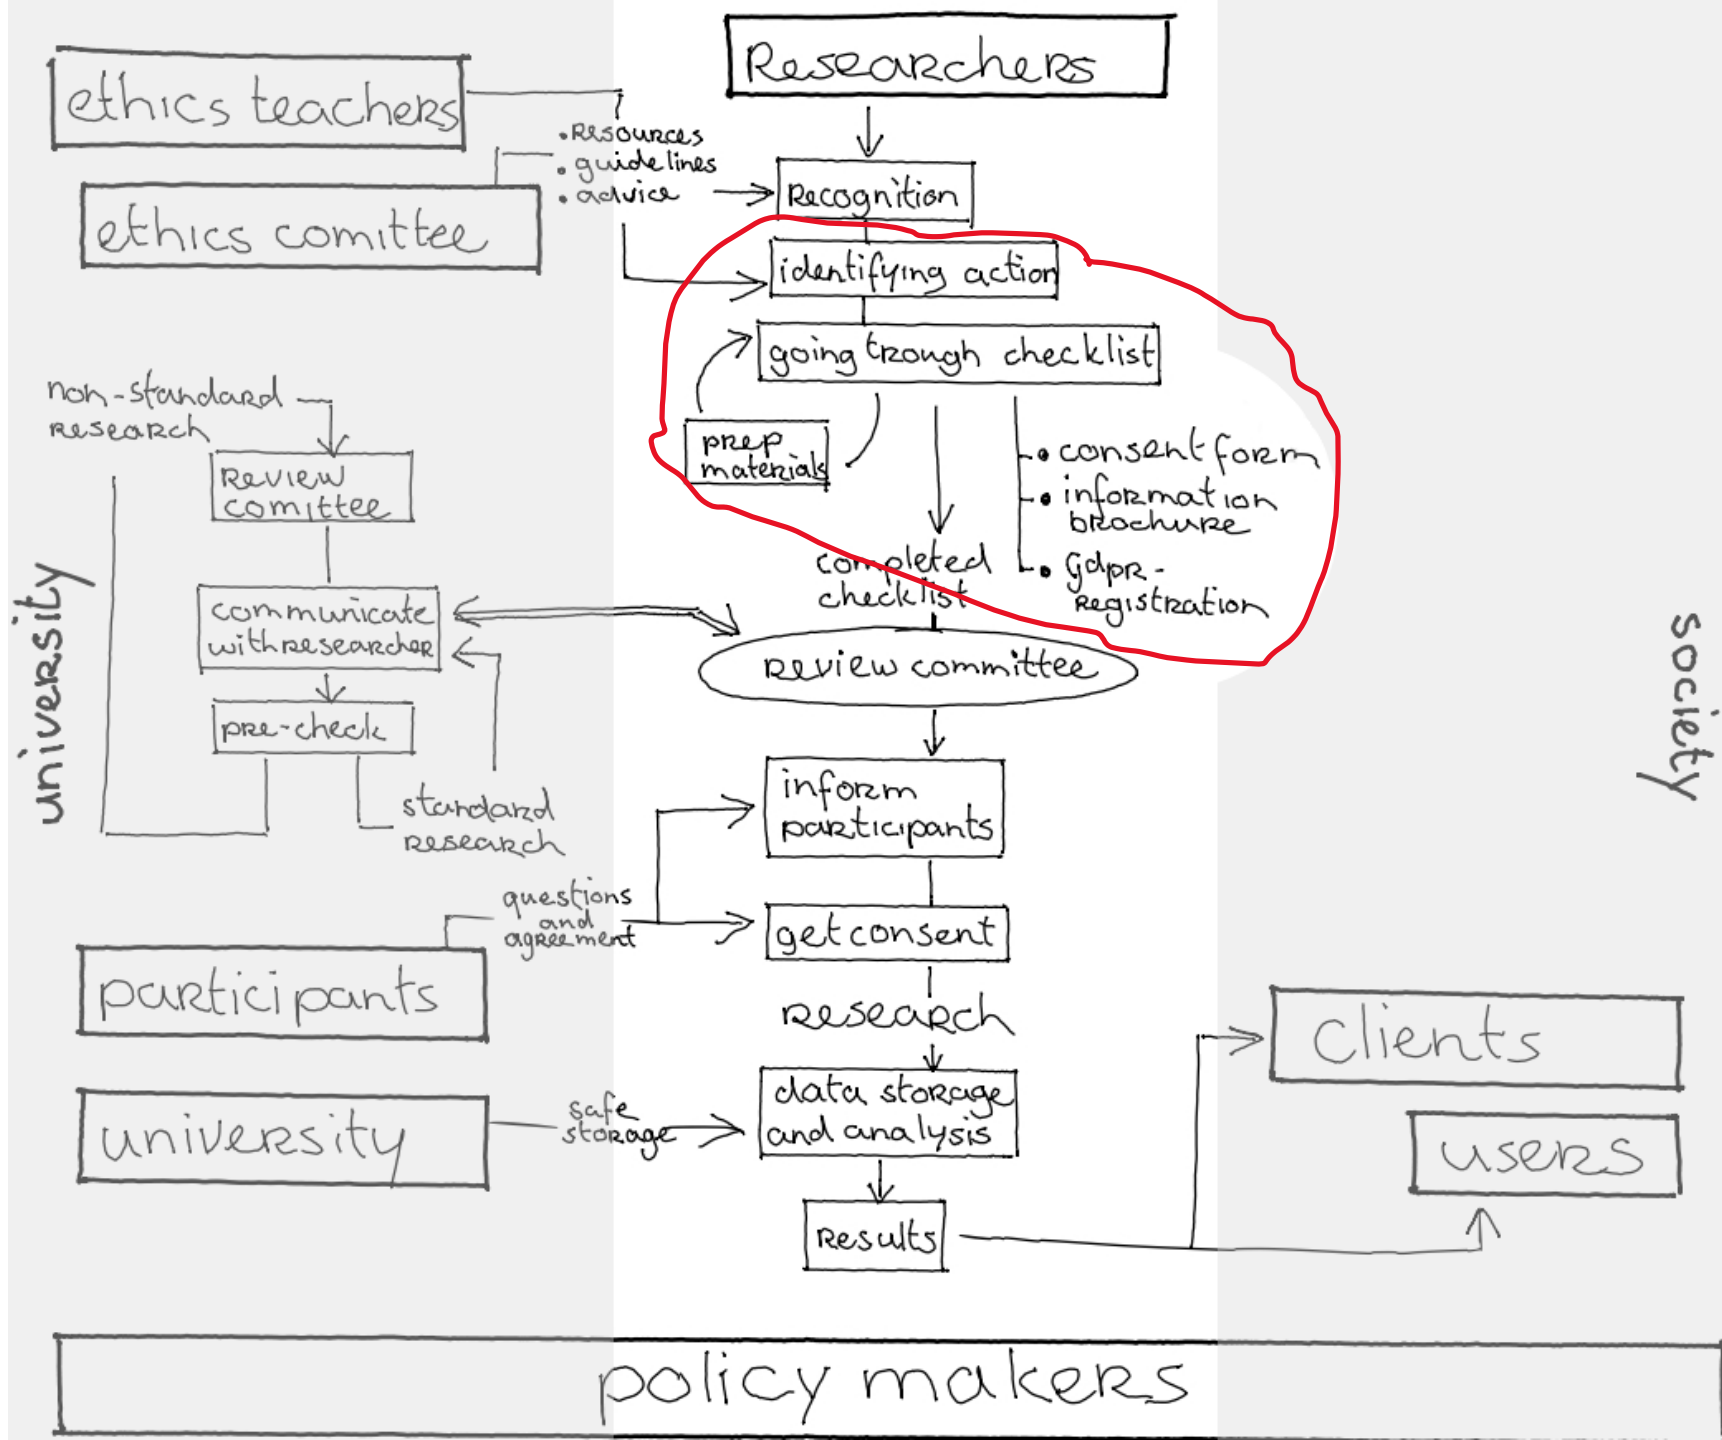 Researchers
ethics teachers
• Resources
• guidelines
• advice
ethics comittee
Recognition
identifying action
going trough checklist
prep
materials
• consent form
• information
brochure
• gdpr-
registration
completed
checklist
non-standard
research
Review
comittee
communicate
with researcher
pre-check
standard
research
university
society
Review committee
inform
participants
questions
and
agreement
get consent
participants
Research
data storage
and analysis
safe
storage
university
Results
clients
users
policy makers